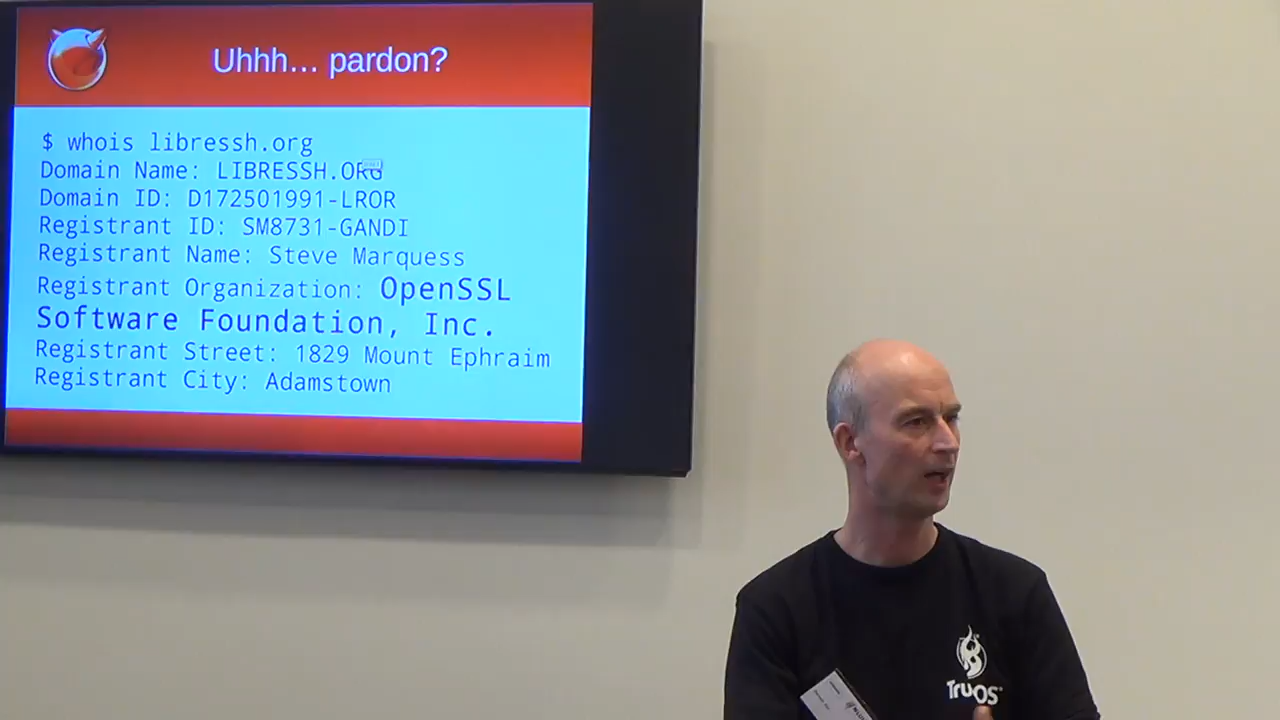 Uhhh... pardon?
$ whois libressh.org
Domain Name: LIBRESSH.ORG
Domain ID: D172501991-LROR
Registrant ID: SM8731-GANDI
Registrant Name: Steve Marquess
Registrant Organization: OpenSSL
Software Foundation, Inc.
Registrant Street: 1829 Mount Ephraim
Registrant City: Adamstown
TruOS